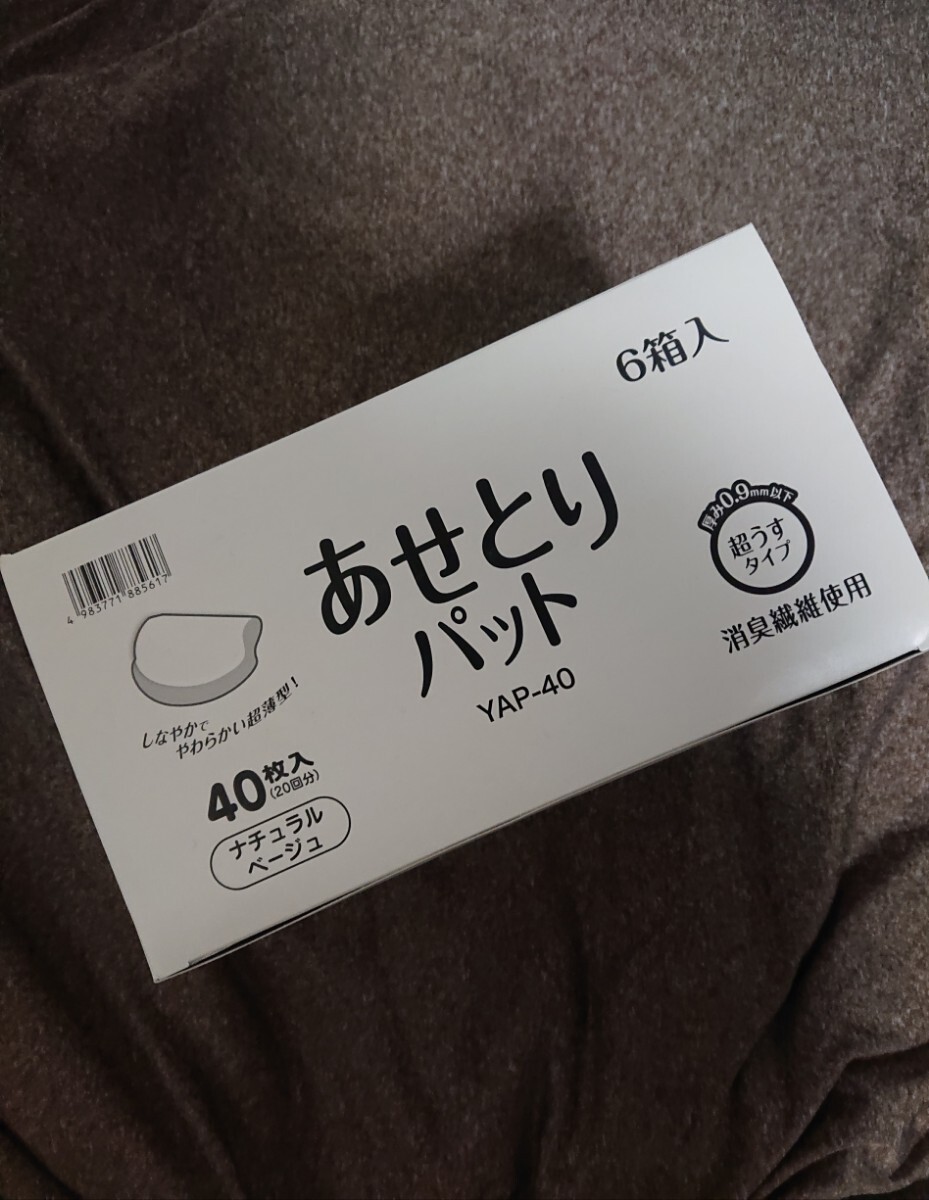 6箱入
4 983771 885617
あせとり
パット
YAP-40
厚み0.9mm以下
超うす
タイプ
消臭繊維使用
しなやかで
やわらかい超薄型!
40枚入
(20回分)
ナチュラル
ベージュ